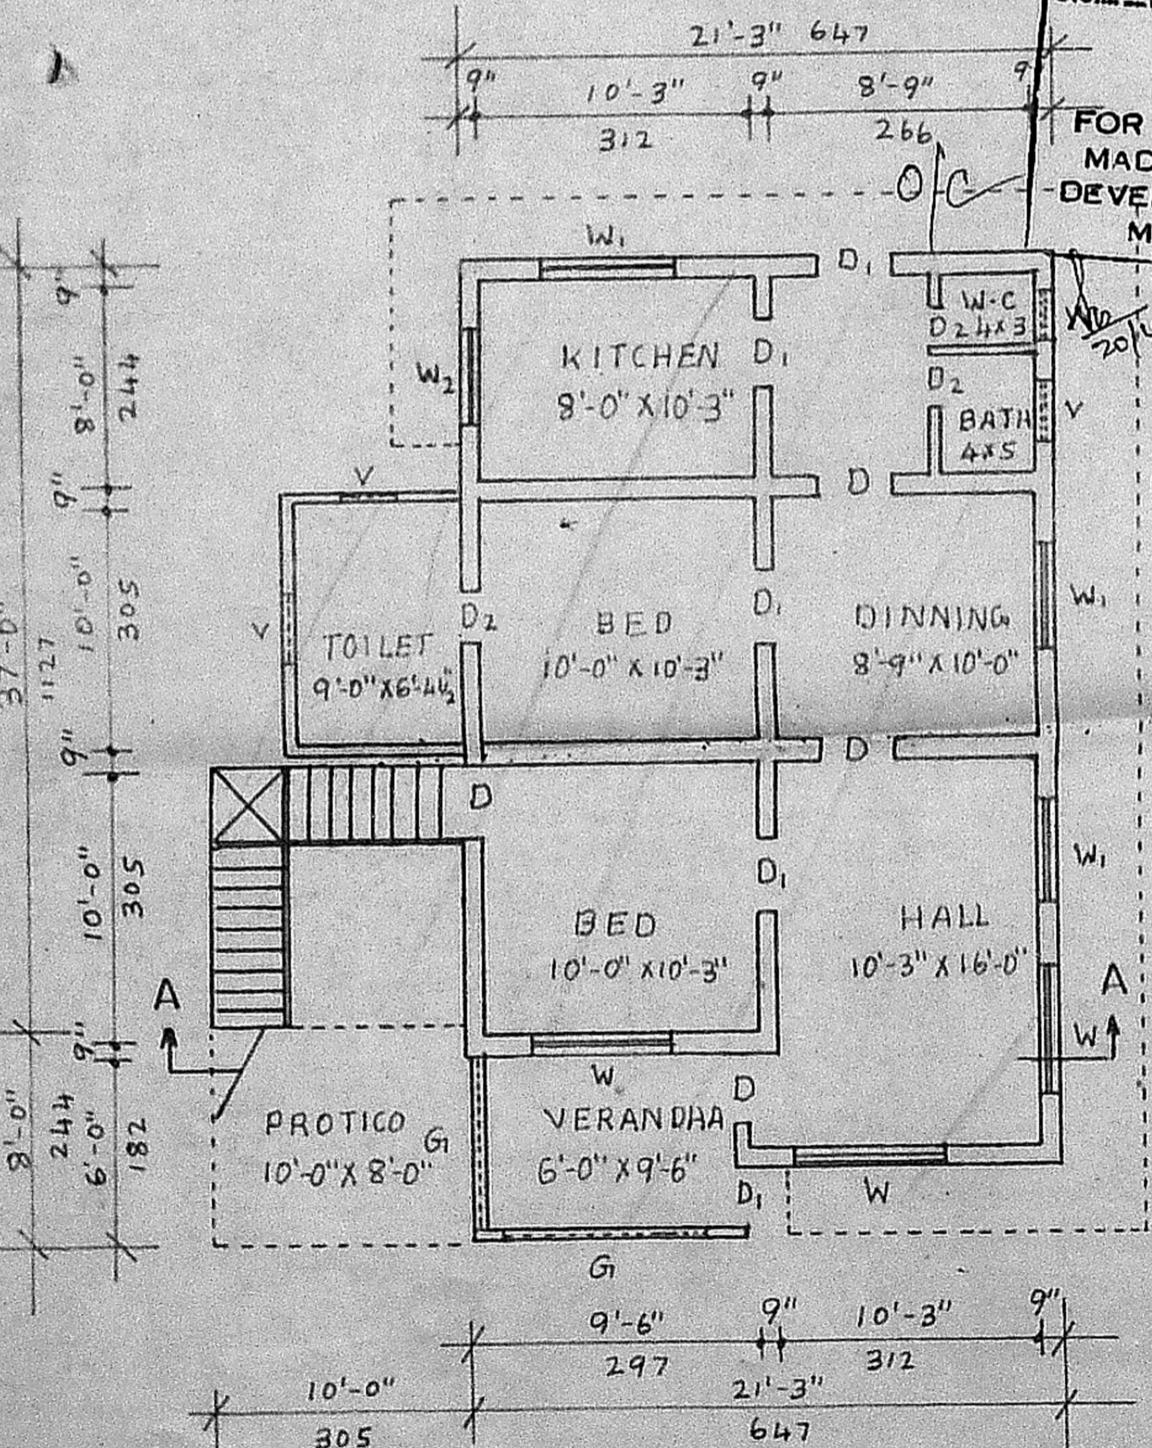 21'-3" 647
9" 10'-3" 9" 8'-9" 9
312 266
FOR
MAD
DEVE
M
O C
W1 D1
9"
W-C
D2 4x3
20/
KITCHEN D1
8'-0" X 10'-3"
W2
D2
8'-0"
244
BATH V
4x5
9"
V D
10'-0"
305
D2 BED D1 DINNING W1
V TOILET
10'-0" X 10'-3" 8'-9" X 10'-0"
9'-0" X 6'-4½"
37'-0"
1127
9"
D D
10'-0"
305
D1 W1
BED HALL
10'-0" X 10'-3" 10'-3" X 16'-0"
A A
9" W
W D
8'-0"
244
6'-0"
182
PROTICO G VERANDHA
10'-0" X 8'-0" 6'-0" X 9'-6"
D1 W
G
9'-6" 9" 10'-3" 9"
297 312
10'-0" 21'-3"
305 647